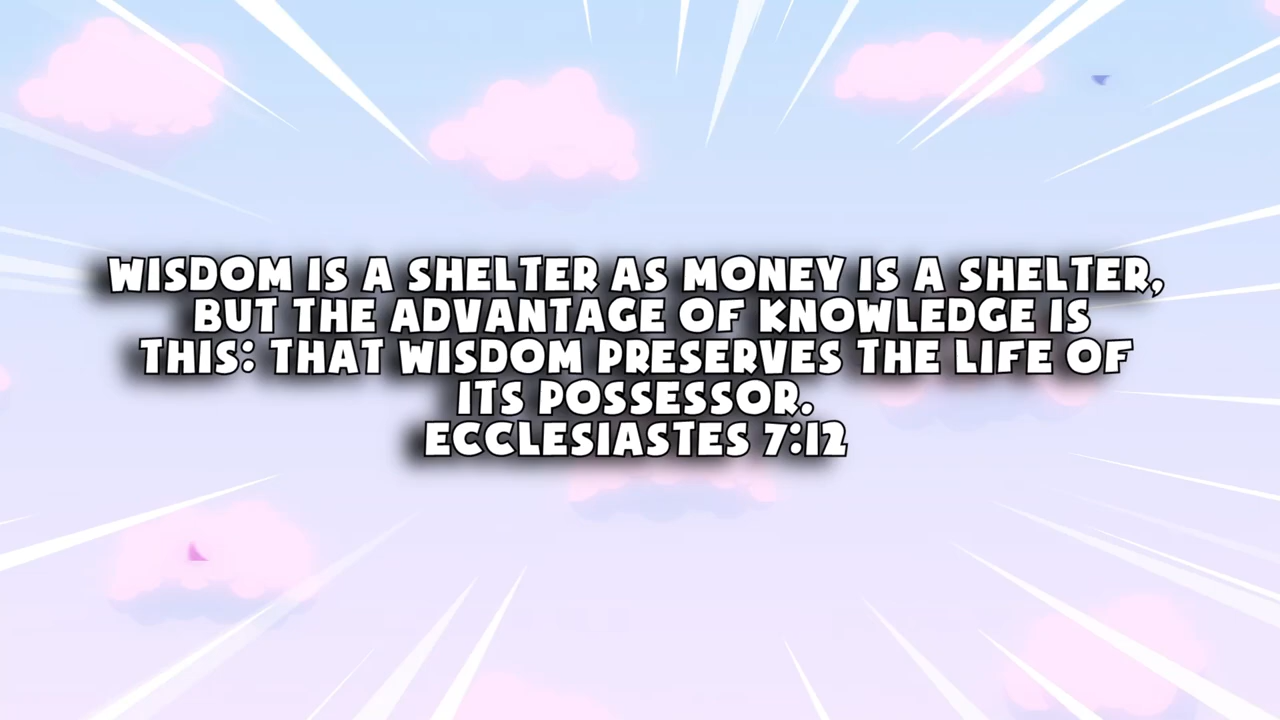 WISDOM IS A SHELTER AS MONEY IS A SHELTER,
BUT THE ADVANTAGE OF KNOWLEDGE IS
THIS: THAT WISDOM PRESERVES THE LIFE OF
ITS POSSESSOR.
ECCLESIASTES 7:12